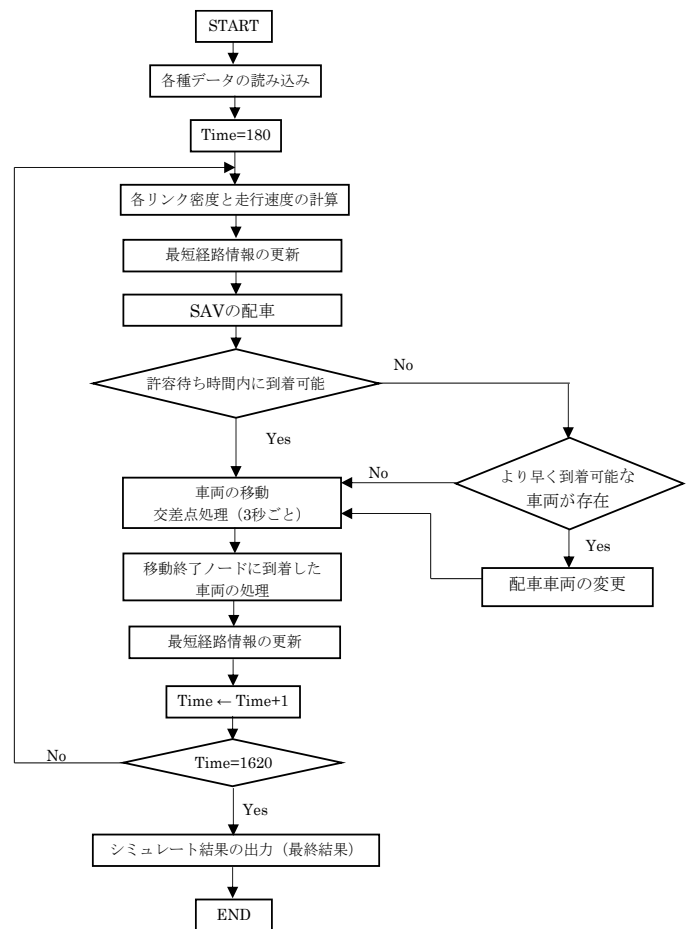 START
各種データの読み込み
Time=180
各リンク密度と走行速度の計算
最短経路情報の更新
SAVの配車
許容待ち時間内に到着可能
No
Yes
より早く到着可能な
車両が存在
No
Yes
配車車両の変更
車両の移動
交差点処理（3秒ごと）
移動終了ノードに到着した
車両の処理
最短経路情報の更新
Time ← Time+1
Time=1620
No
Yes
シミュレート結果の出力（最終結果）
END